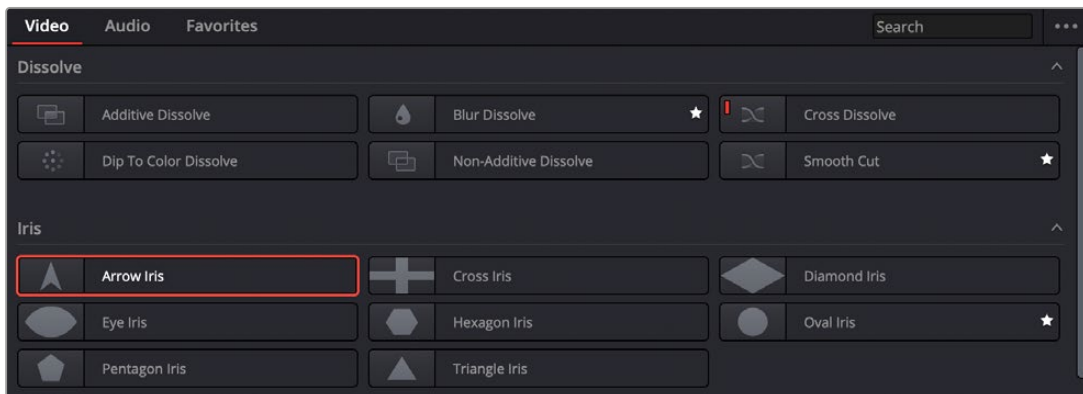 Video Audio Favorites Search
Dissolve
Additive Dissolve Blur Dissolve Cross Dissolve
Dip To Color Dissolve Non-Additive Dissolve Smooth Cut
Iris
Arrow Iris Cross Iris Diamond Iris
Eye Iris Hexagon Iris Oval Iris
Pentagon Iris Triangle Iris